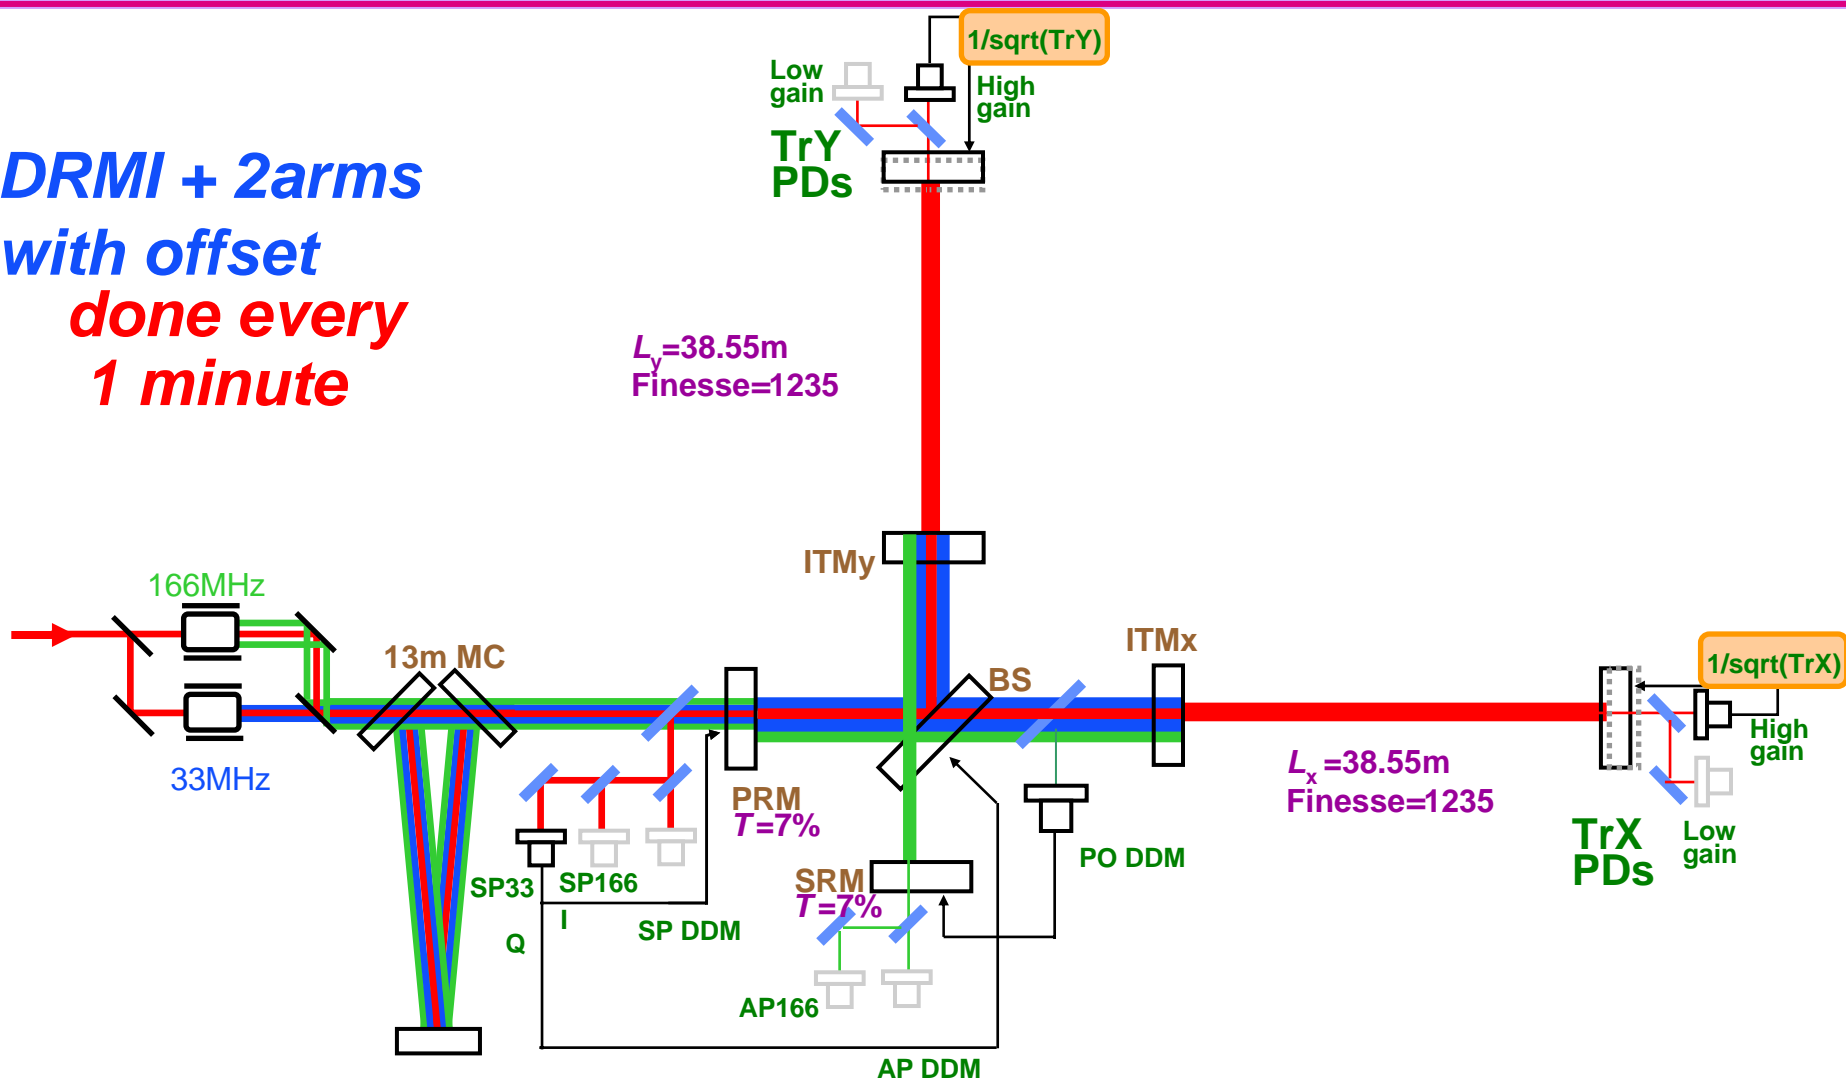 1/sqrt(TrY)
Low
gain
High
gain
TrY
PDs
DRMI + 2arms
with offset
done every
1 minute
Ly=38.55m
Finesse=1235
ITMy
166MHz
13m MC
33MHz
BS
ITMx
1/sqrt(TrX)
High
gain
Lx =38.55m
Finesse=1235
PRM
T=7%
TrX
PDs
Low
gain
PO DDM
SP33
SP166
I
Q
SP DDM
SRM
T=7%
AP166
AP DDM